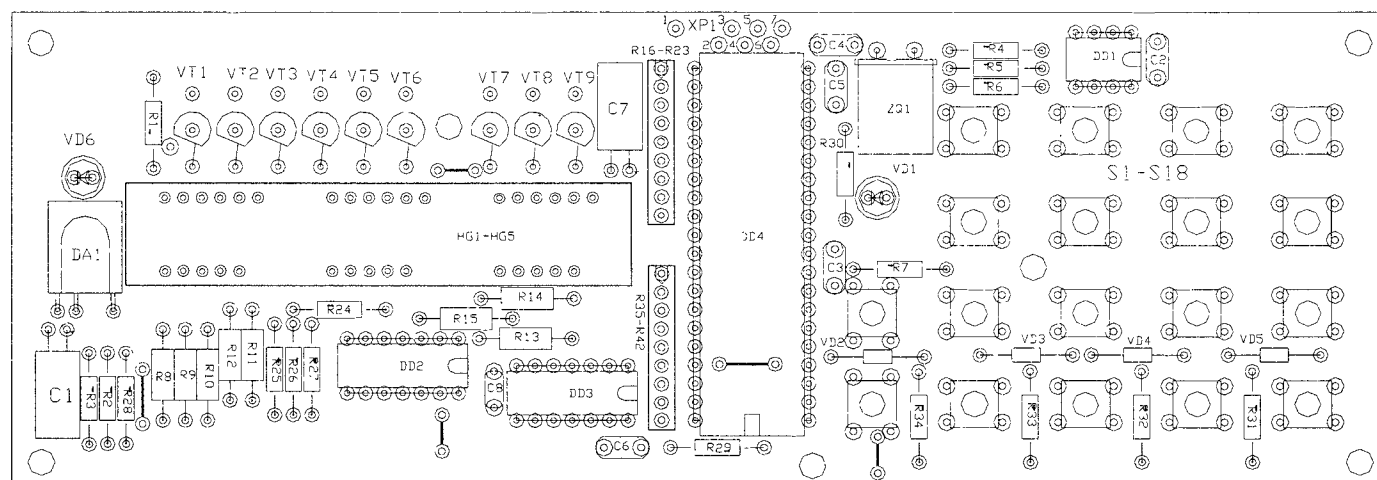 1 XP1 3 5 7
2 4 6
R16-R23
C4
R4
R5
R6
DD1
C2
VT1 VT2 VT3 VT4 VT5 VT6 VT7 VT8 VT9
C7
C5
ZQ1
VD6
R30
VD1
S1-S18
DA1
HG1-HG5
DD4
C3
R7
R14
R24
R15
R13
R35-R42
VD2
VD3
VD4
VD5
C1
R3
R2
R28
R8
R9
R10
R12
R11
R25
R26
R27
DD2
C8
DD3
R34
R33
R32
R31
C6
R29